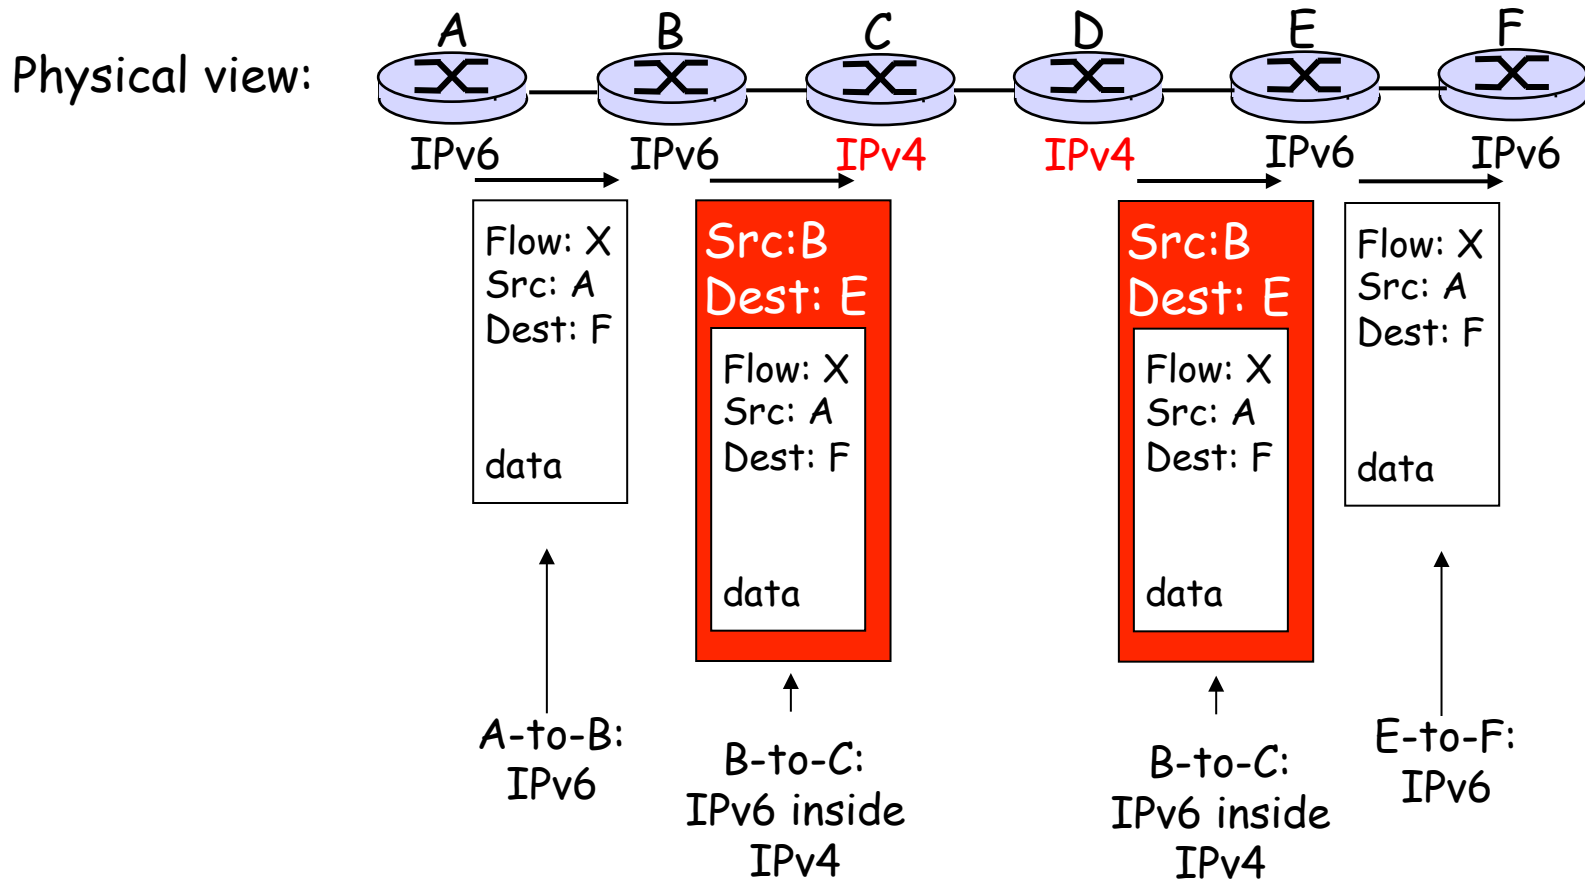 A B C D E F
Physical view:
IPv6 IPv6 IPv4 IPv4 IPv6 IPv6
Flow: X
Src: A
Dest: F
data
Src:B
Dest: E
Flow: X
Src: A
Dest: F
data
Src:B
Dest: E
Flow: X
Src: A
Dest: F
data
Flow: X
Src: A
Dest: F
data
A-to-B:
IPv6
B-to-C:
IPv6 inside
IPv4
B-to-C:
IPv6 inside
IPv4
E-to-F:
IPv6